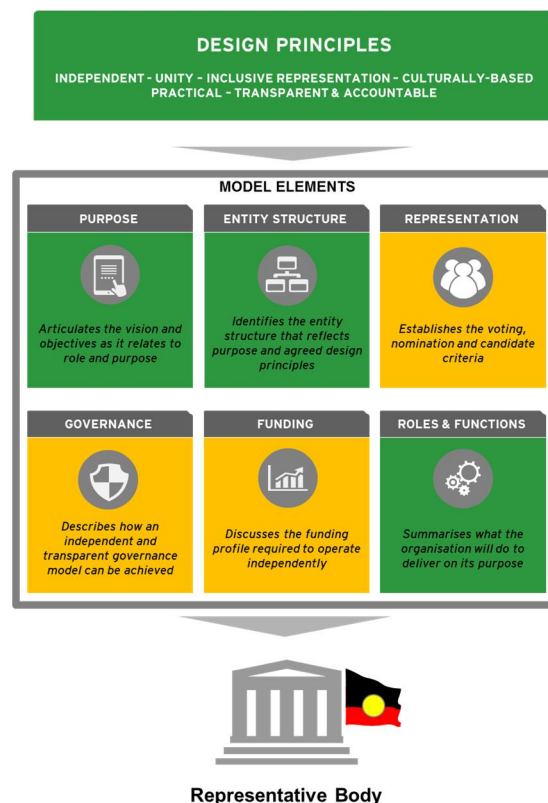 DESIGN PRINCIPLES
INDEPENDENT - UNITY – INCLUSIVE REPRESENTATION – CULTURALLY-BASED
PRACTICAL – TRANSPARENT & ACCOUNTABLE
MODEL ELEMENTS
PURPOSE
Articulates the vision and
objectives as it relates to
role and purpose
ENTITY STRUCTURE
Identifies the entity
structure that reflects
purpose and agreed design
principles
REPRESENTATION
Establishes the voting,
nomination and candidate
criteria
GOVERNANCE
Describes how an
independent and
transparent governance
model can be achieved
FUNDING
Discusses the funding
profile required to operate
independently
ROLES & FUNCTIONS
Summarises what the
organisation will do to
deliver on its purpose
Representative Body